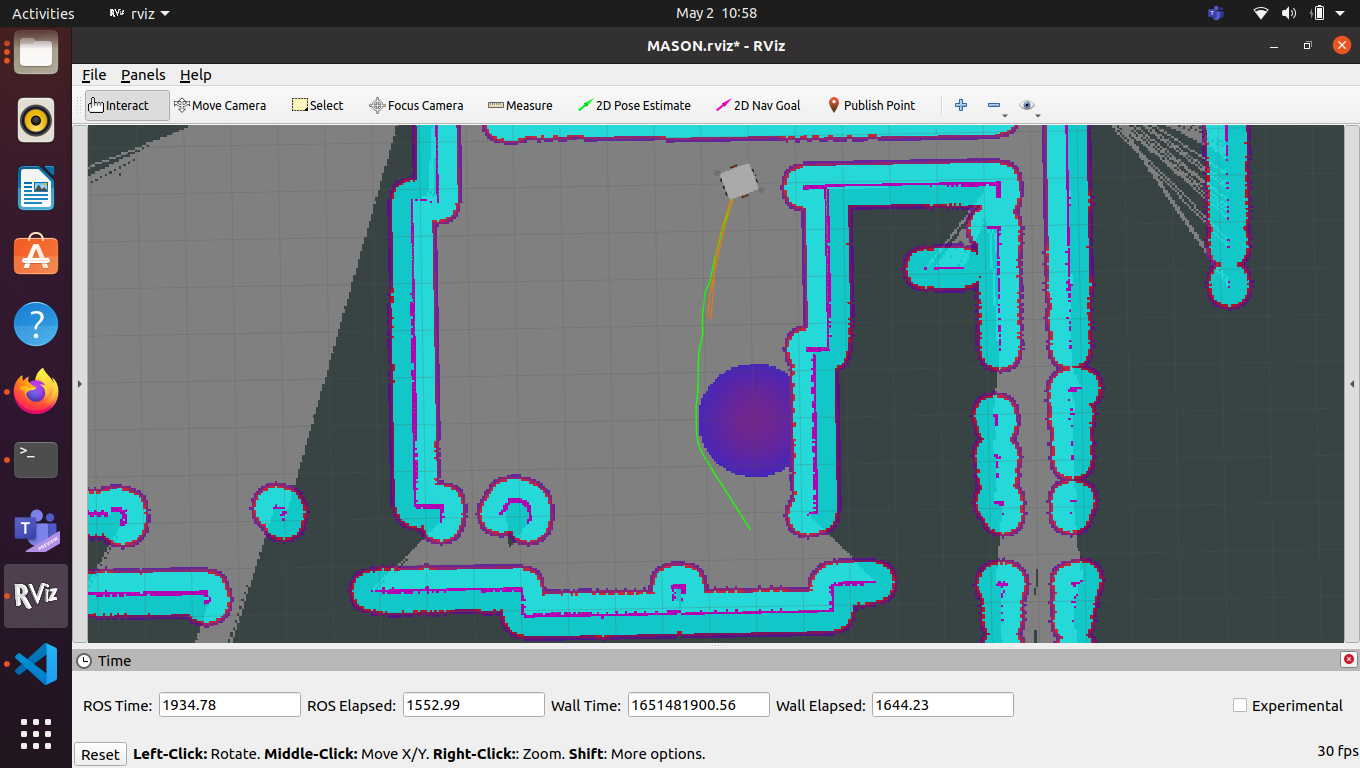 Activities RViz rviz May 2 10:58
MASON.rviz* - RViz
File Panels Help
Interact Move Camera Select Focus Camera Measure 2D Pose Estimate 2D Nav Goal Publish Point
>_
T
PREVIEW
RViz
Time
ROS Time: 1934.78 ROS Elapsed: 1552.99 Wall Time: 1651481900.56 Wall Elapsed: 1644.23 Experimental
Reset Left-Click: Rotate. Middle-Click: Move X/Y. Right-Click:: Zoom. Shift: More options. 30 fps